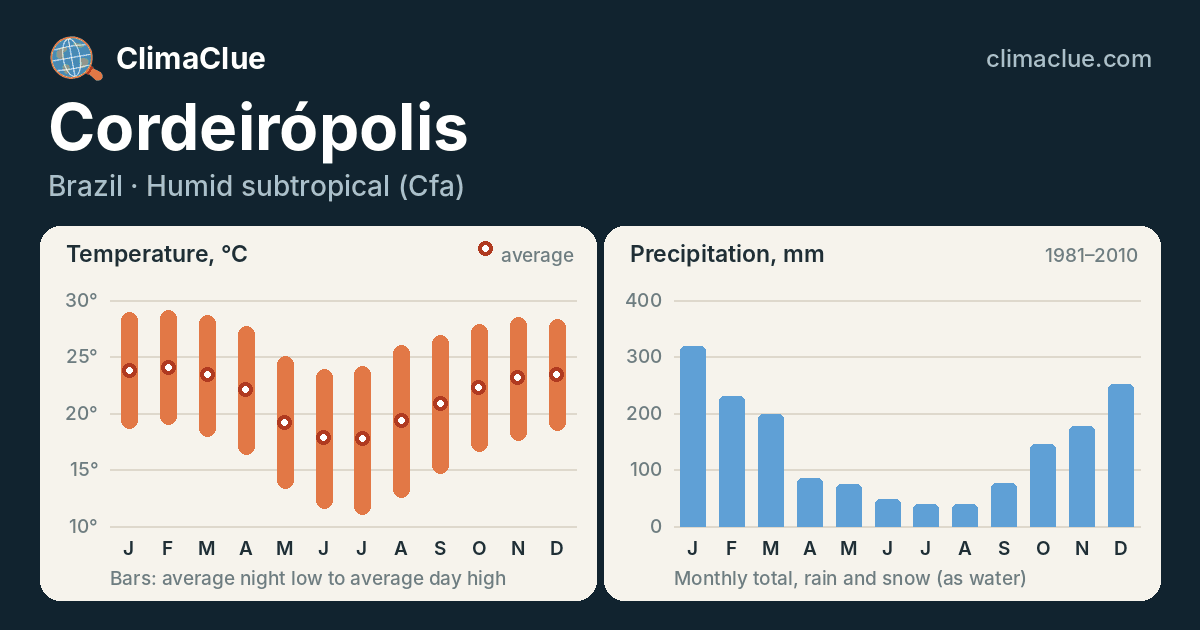 ClimaClue
climaclue.com
Cordeirópolis
Brazil · Humid subtropical (Cfa)
Temperature, °C
average
30°
25°
20°
15°
10°
J F M A M J J A S O N D
Bars: average night low to average day high
Precipitation, mm
1981–2010
400
300
200
100
0
J F M A M J J A S O N D
Monthly total, rain and snow (as water)